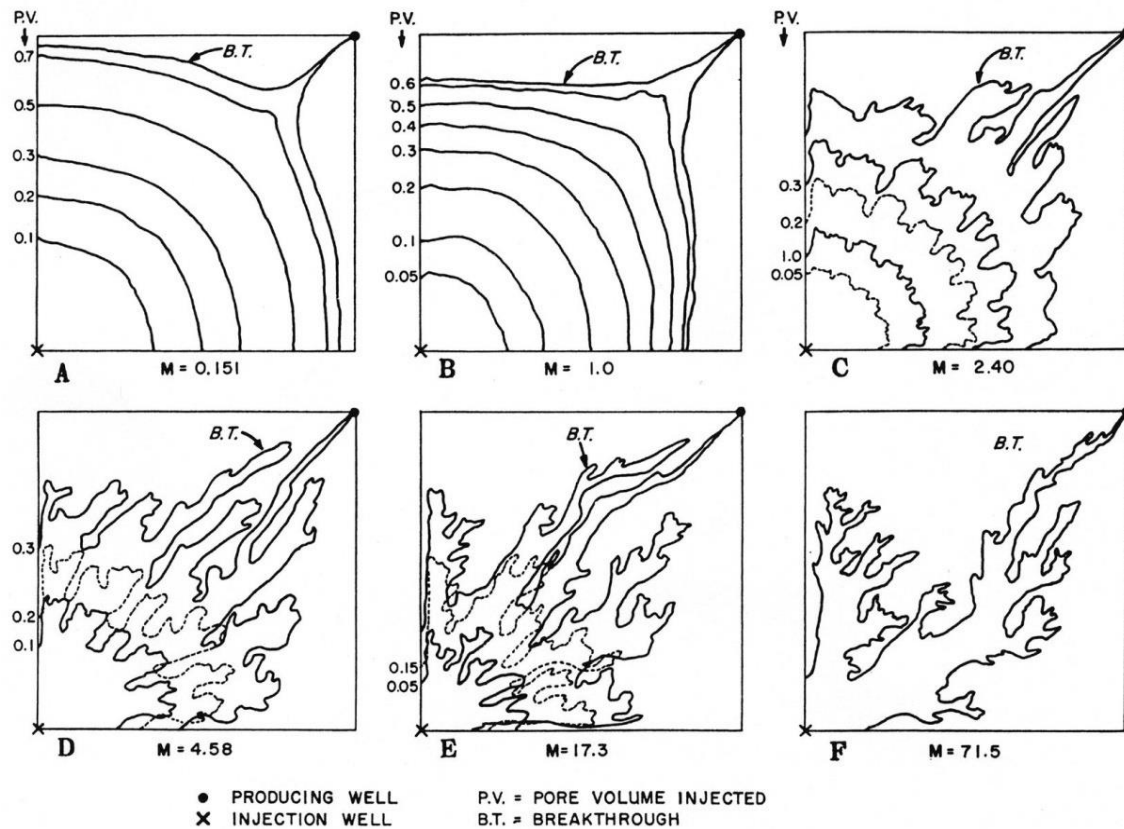 P.V.
0.7
0.5
0.3
0.2
0.1
B.T.
A
M = 0.151
P.V.
0.6
0.5
0.4
0.3
0.2
0.1
0.05
B.T.
B
M = 1.0
P.V.
0.3
0.2
1.0
0.05
B.T.
C
M = 2.40
0.3
0.2
0.1
B.T.
D
M = 4.58
0.15
0.05
B.T.
E
M = 17.3
B.T.
F
M = 71.5
● PRODUCING WELL
✕ INJECTION WELL
P.V. = PORE VOLUME INJECTED
B.T. = BREAKTHROUGH